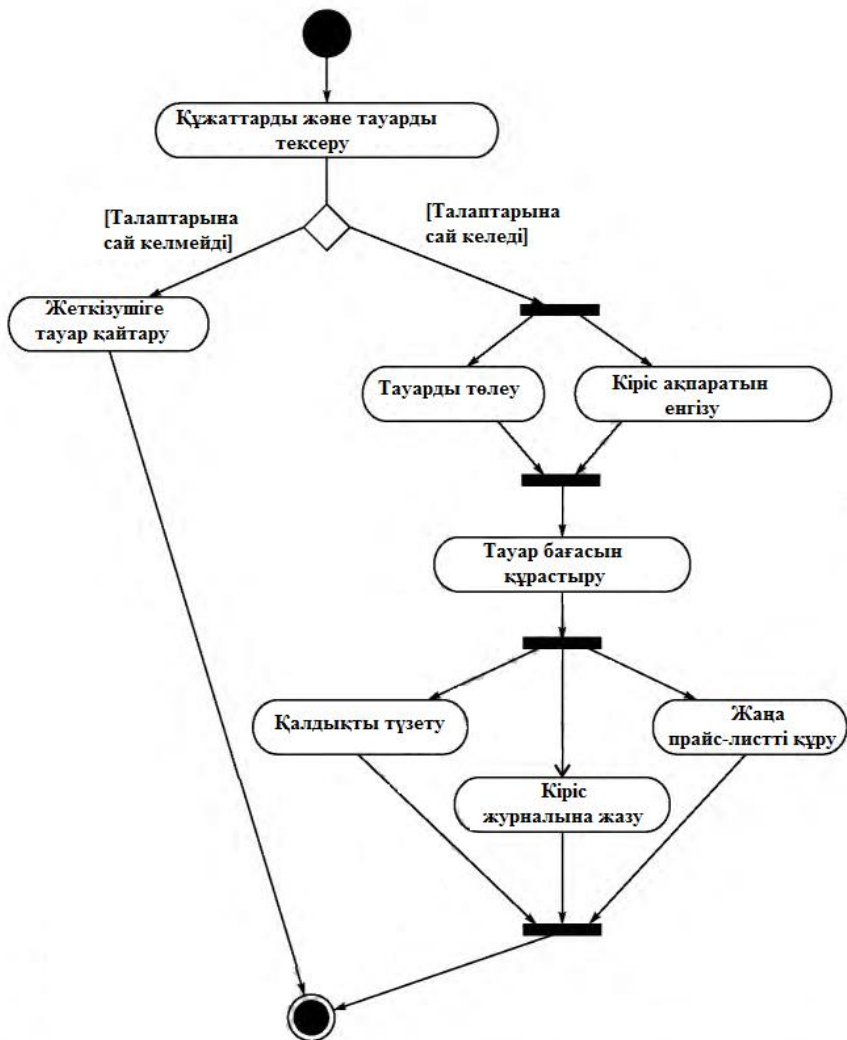 Құжаттарды және тауарды
тексеру
[Талаптарына
сай келмейді]
[Талаптарына
сай келеді]
Жеткізушіге
тауар қайтару
Тауарды төлеу
Кіріс ақпаратын
енгізу
Тауар бағасын
құрастыру
Қалдықты түзету
Жаңа
прайс-листті құру
Кіріс
журналына жазу